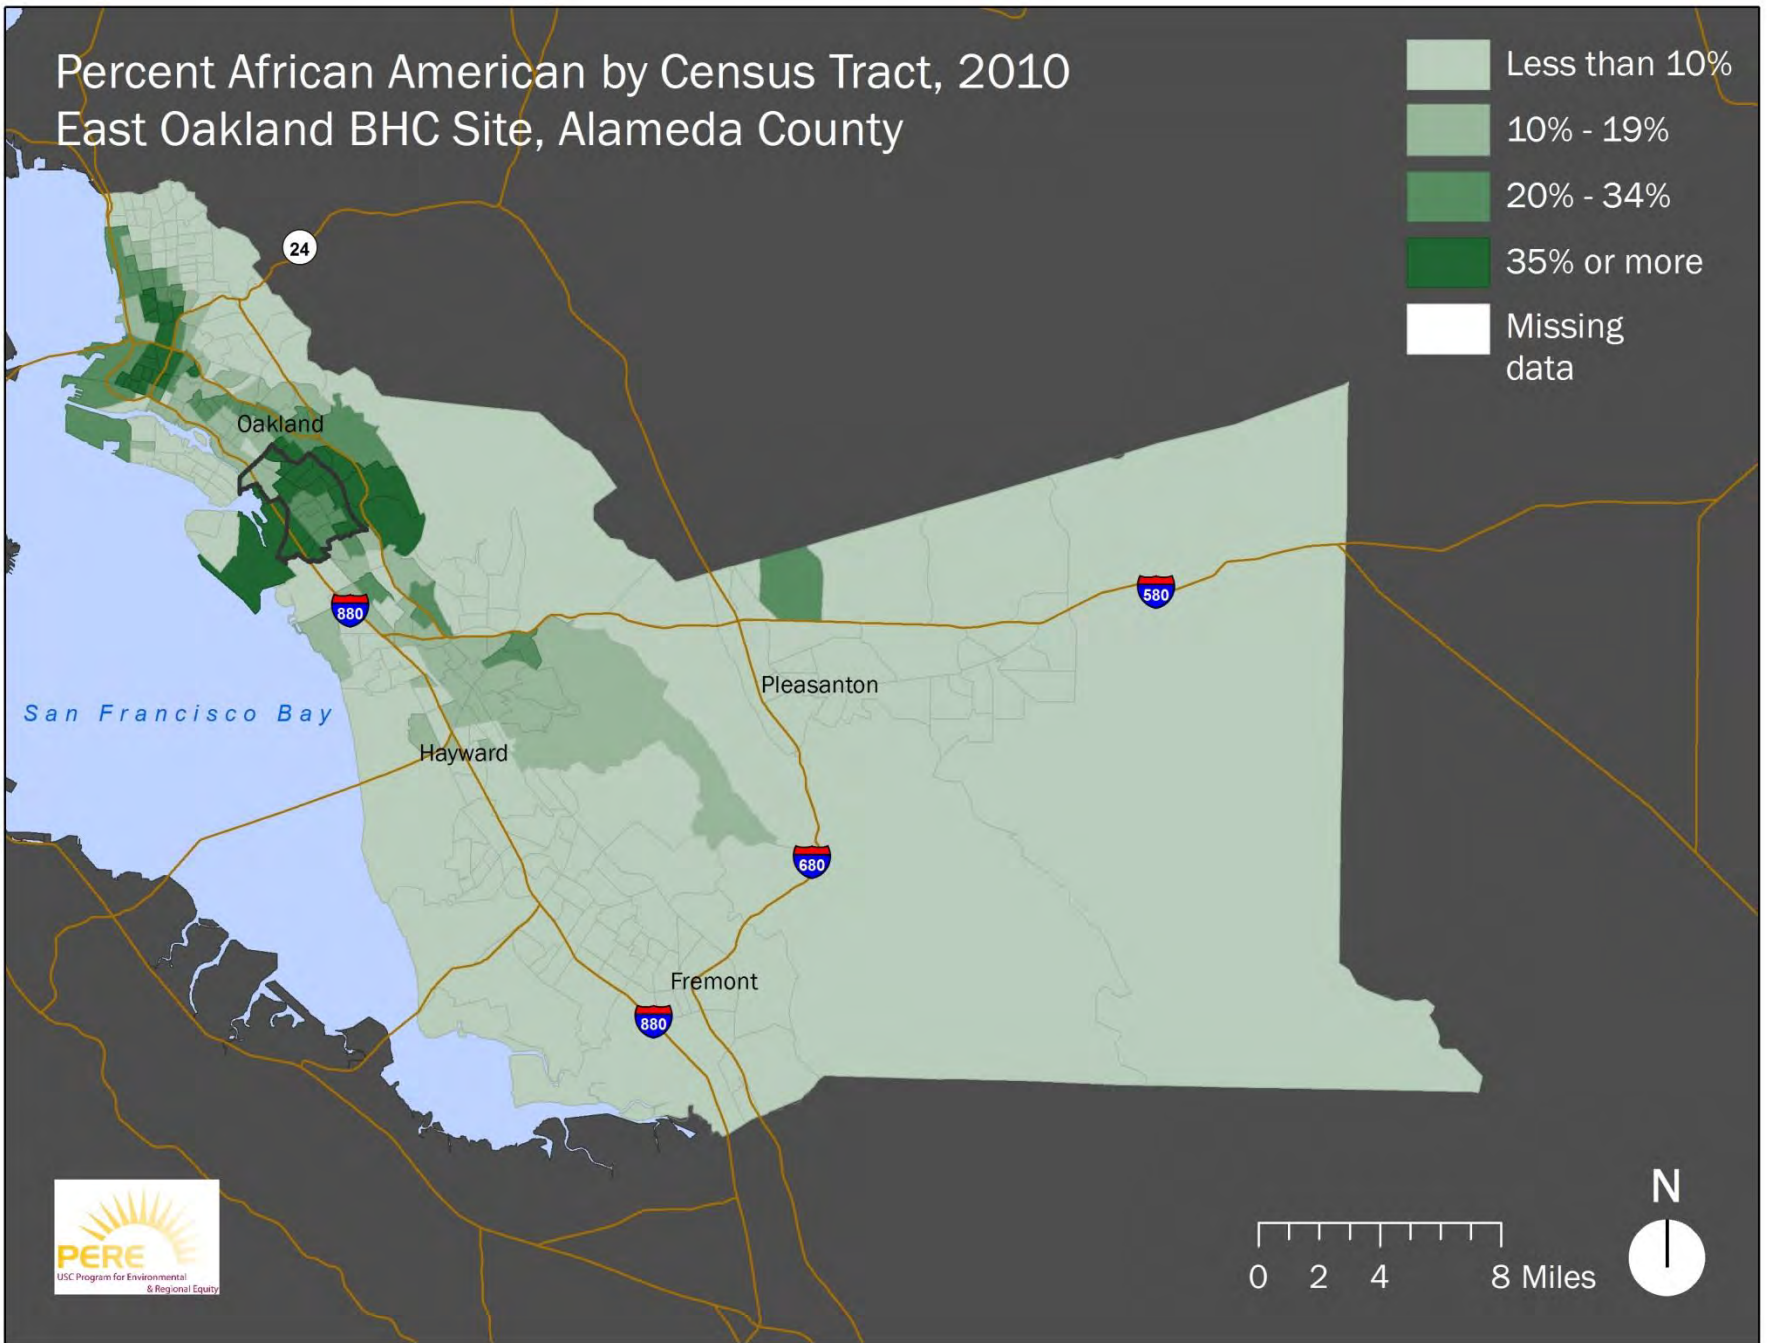 Percent African American by Census Tract, 2010
East Oakland BHC Site, Alameda County
Less than 10%
10% - 19%
20% - 34%
35% or more
Missing
data
24
Oakland
880
580
Pleasanton
San Francisco Bay
Hayward
680
Fremont
880
PERE
USC Program for Environmental
& Regional Equity
N
0 2 4 8 Miles